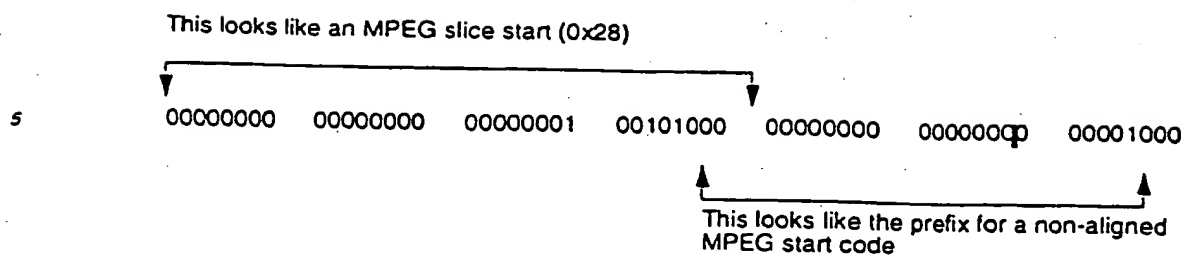 This looks like an MPEG slice start (0x28)
5 00000000 00000000 00000001 00101000 00000000 00000000 00001000
This looks like the prefix for a non-aligned
MPEG start code